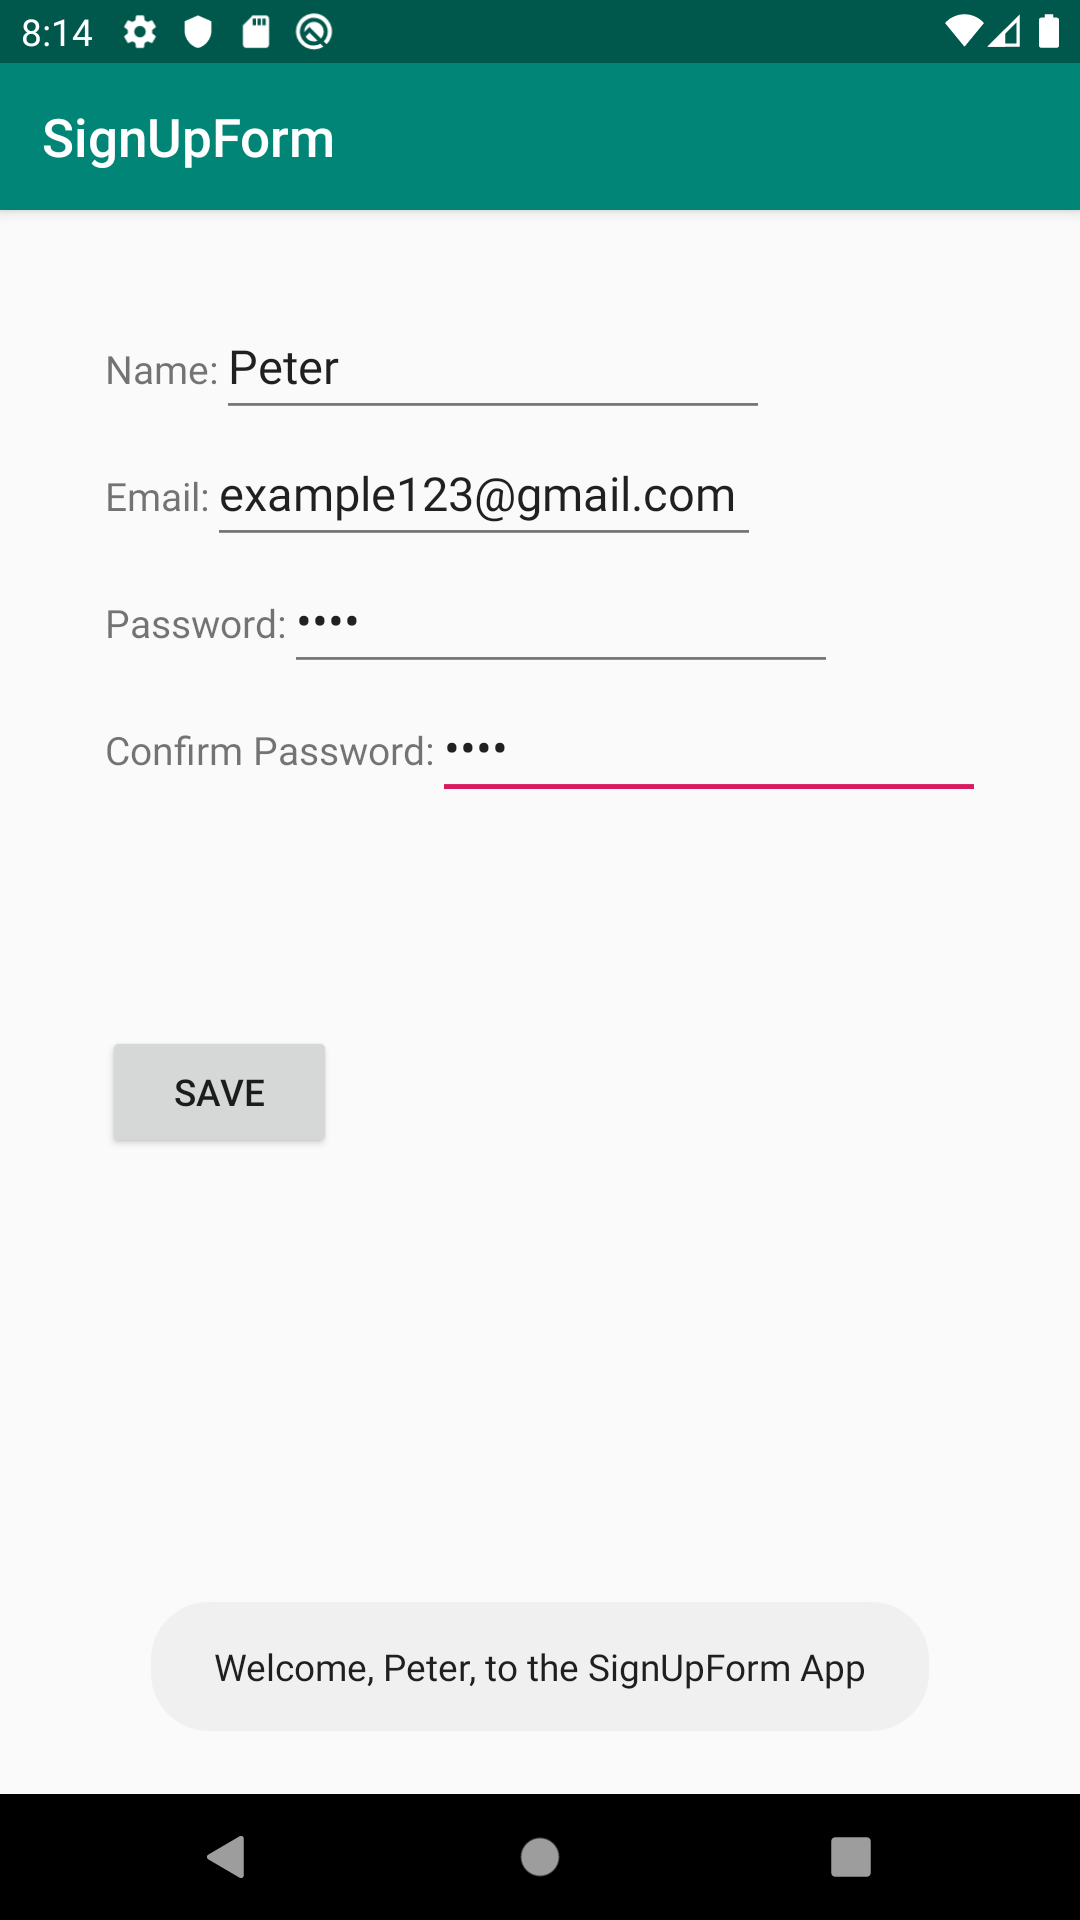 8:14
SignUpForm
Name: Peter
Email: example123@gmail.com
Password: ••••
Confirm Password: ••••
SAVE
Welcome, Peter, to the SignUpForm App